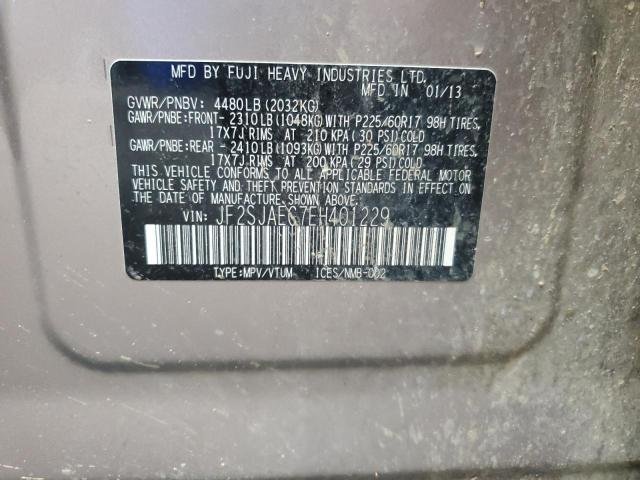 MFD BY FUJI HEAVY INDUSTRIES LTD.
MFD IN 01/13
GVWR/PNBV: 4480LB(2032KG)
GAWR/PNBE:FRONT- 2310LB(1048KG)WITH P225/60R17 98H TIRES,
17X7J RIMS AT 210 KPA(30 PSI)COLD
GAWR/PNBE:REAR - 2410LB(1093KG)WITH P225/60R17 98H TIRES,
17X7J RIMS AT 200 KPA(29 PSI)COLD
THIS VEHICLE CONFORMS TO ALL APPLICABLE FEDERAL MOTOR
VEHICLE SAFETY AND THEFT PREVENTION STANDARDS IN EFFECT
ON THE DATE OF MANUFACTURE SHOWN ABOVE.
VIN: JF2SJAEC7EH401229
TYPE:MPV/VTUM ICES/NMB-002